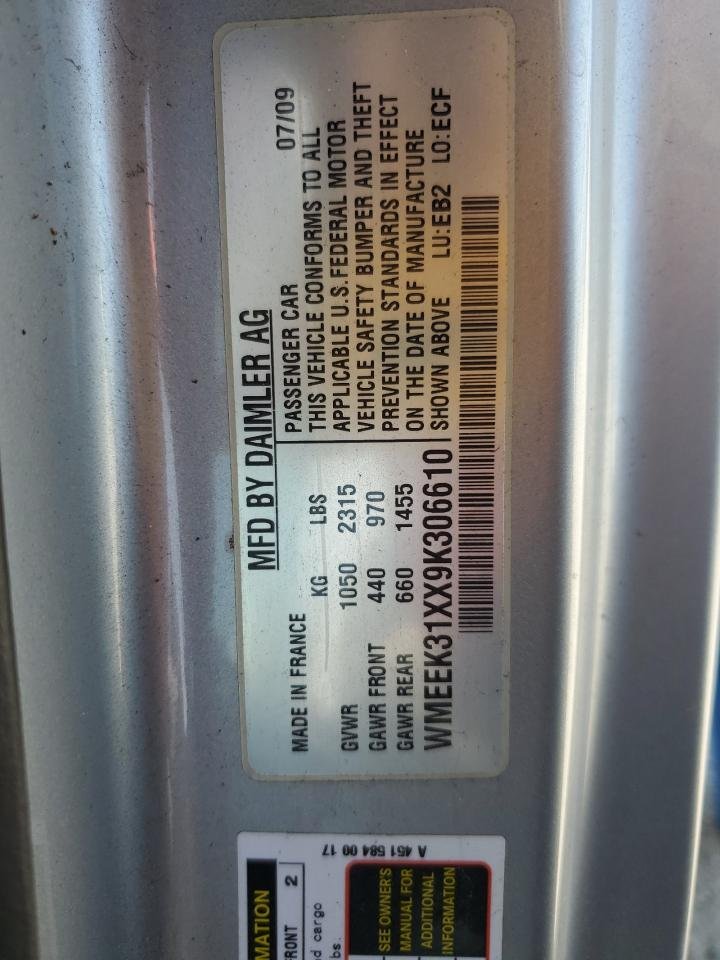 MFD BY DAIMLER AG
MADE IN FRANCE
KG LBS
GVWR 1050 2315
GAWR FRONT 440 970
GAWR REAR 660 1455
PASSENGER CAR 07/09
THIS VEHICLE CONFORMS TO ALL
APPLICABLE U.S. FEDERAL MOTOR
VEHICLE SAFETY BUMPER AND THEFT
PREVENTION STANDARDS IN EFFECT
ON THE DATE OF MANUFACTURE
SHOWN ABOVE LU:EB2 LO:ECF
WMEEK31XX9K306610
A 451 584 00 17
MATION
FRONT 2
d cargo
bs.
SEE OWNER'S
MANUAL FOR
ADDITIONAL
INFORMATION